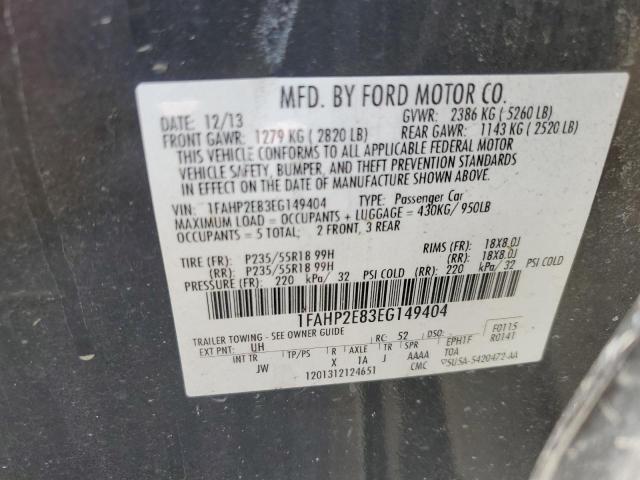 MFD. BY FORD MOTOR CO.
DATE: 12/13 GVWR: 2386 KG ( 5260 LB)
FRONT GAWR: 1279 KG ( 2820 LB) REAR GAWR: 1143 KG ( 2520 LB)
THIS VEHICLE CONFORMS TO ALL APPLICABLE FEDERAL MOTOR
VEHICLE SAFETY, BUMPER, AND THEFT PREVENTION STANDARDS
IN EFFECT ON THE DATE OF MANUFACTURE SHOWN ABOVE.
VIN: 1FAHP2E83EG149404 TYPE: Passenger Car
MAXIMUM LOAD = OCCUPANTS + LUGGAGE = 430KG/ 950LB
OCCUPANTS = 5 TOTAL; 2 FRONT, 3 REAR
TIRE (FR): P235/55R18 99H RIMS (FR): 18X8.0J
(RR): P235/55R18 99H (RR): 18X8.0J
PRESSURE (FR): 220 kPa/ 32 PSI COLD (RR): 220 kPa/ 32 PSI COLD
1FAHP2E83EG149404
TRAILER TOWING - SEE OWNER GUIDE
EXT PNT: UH RC: 52 DSO: EPH1F F0115
R0141
INT TR TP/PS R AXLE TR SPR TOA
JW X 1A J AAAA CMC
1201312124651